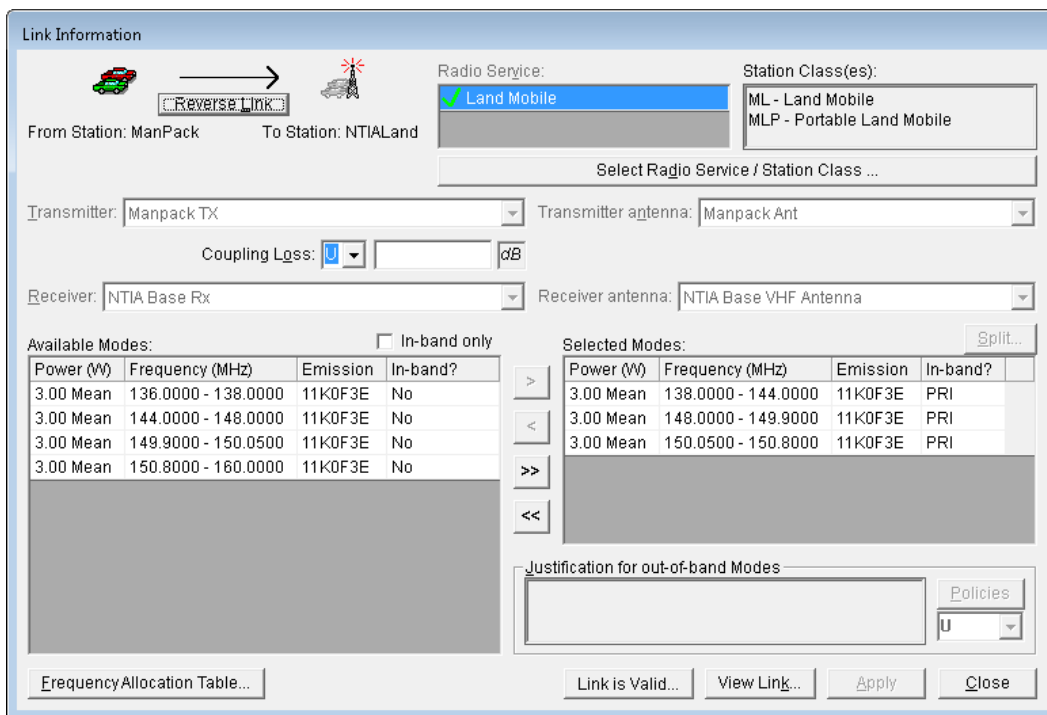 Link Information
Radio Service:
Station Class(es):
Reverse Link
Land Mobile
ML - Land Mobile
MLP - Portable Land Mobile
From Station: ManPack
To Station: NTIALand
Select Radio Service / Station Class ...
Transmitter: Manpack TX
Transmitter antenna: Manpack Ant
Coupling Loss: U dB
Receiver: NTIA Base Rx
Receiver antenna: NTIA Base VHF Antenna
Available Modes:
In-band only
Power (W) Frequency (MHz) Emission In-band?
3.00 Mean 136.0000 - 138.0000 11K0F3E No
3.00 Mean 144.0000 - 148.0000 11K0F3E No
3.00 Mean 149.9000 - 150.0500 11K0F3E No
3.00 Mean 150.8000 - 160.0000 11K0F3E No
>
<
>>
<<
Selected Modes:
Split...
Power (W) Frequency (MHz) Emission In-band?
3.00 Mean 138.0000 - 144.0000 11K0F3E PRI
3.00 Mean 148.0000 - 149.9000 11K0F3E PRI
3.00 Mean 150.0500 - 150.8000 11K0F3E PRI
Justification for out-of-band Modes
Policies
U
Frequency Allocation Table...
Link is Valid...
View Link...
Apply
Close